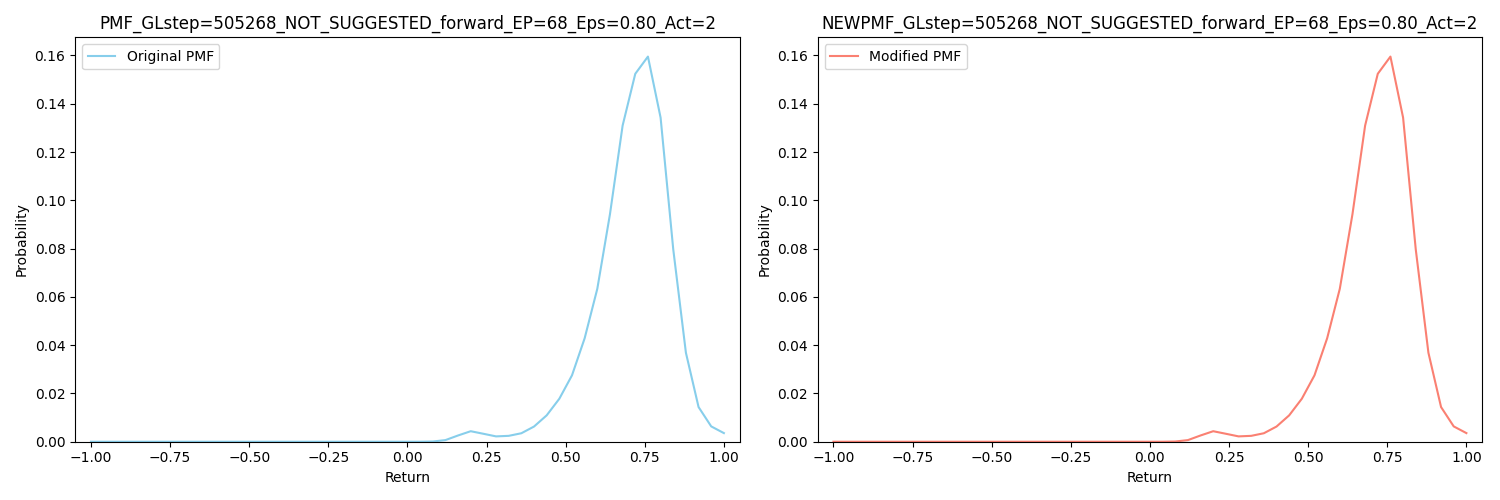 PMF_GLstep=505268_NOT_SUGGESTED_forward_EP=68_Eps=0.80_Act=2
Original PMF
0.16
0.14
0.12
0.10
0.08
0.06
0.04
0.02
0.00
Probability
−1.00 −0.75 −0.50 −0.25 0.00 0.25 0.50 0.75 1.00
Return
NEWPMF_GLstep=505268_NOT_SUGGESTED_forward_EP=68_Eps=0.80_Act=2
Modified PMF
0.16
0.14
0.12
0.10
0.08
0.06
0.04
0.02
0.00
Probability
−1.00 −0.75 −0.50 −0.25 0.00 0.25 0.50 0.75 1.00
Return